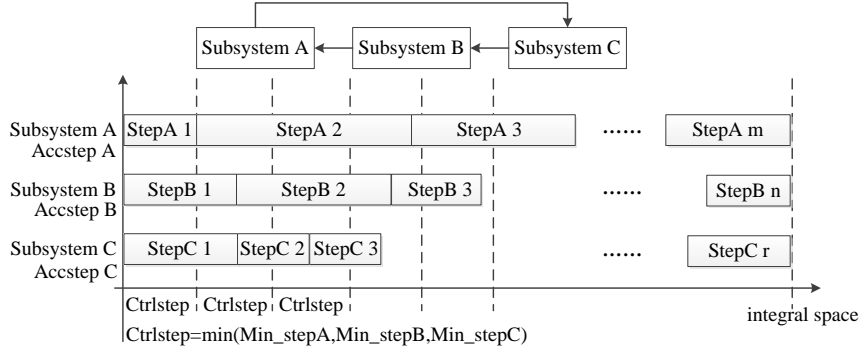 Subsystem A
Subsystem B
Subsystem C
Subsystem A
Accstep A
StepA 1
StepA 2
StepA 3
......
StepA m
Subsystem B
Accstep B
StepB 1
StepB 2
StepB 3
......
StepB n
Subsystem C
Accstep C
StepC 1
StepC 2
StepC 3
......
StepC r
Ctrlstep
Ctrlstep
Ctrlstep
integral space
Ctrlstep=min(Min_stepA,Min_stepB,Min_stepC)